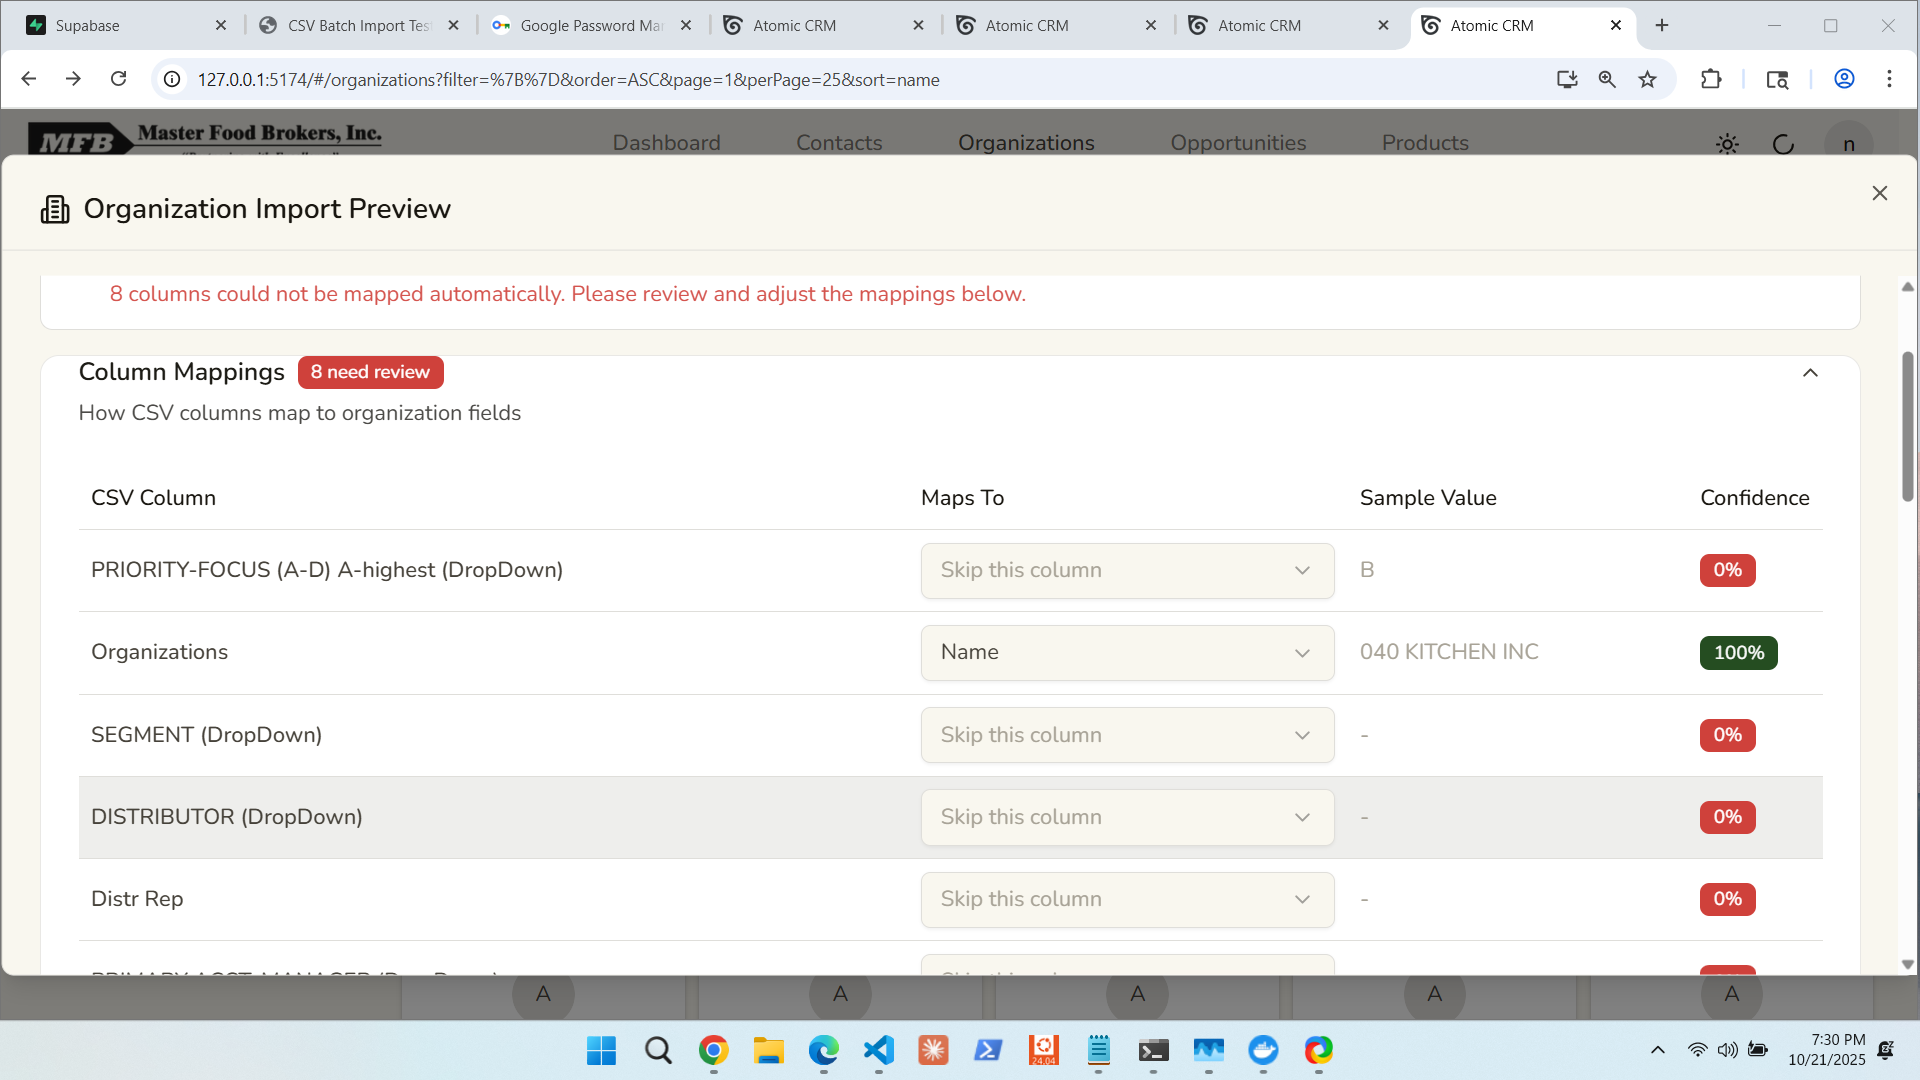 Supabase
CSV Batch Import Tes
Google Password Ma
Atomic CRM
Atomic CRM
Atomic CRM
Atomic CRM
127.0.0.1:5174/#/organizations?filter=%7B%7D&order=ASC&page=1&perPage=25&sort=name
MFB Master Food Brokers, Inc.
Dashboard
Contacts
Organizations
Opportunities
Products
n
Organization Import Preview
8 columns could not be mapped automatically. Please review and adjust the mappings below.
Column Mappings 8 need review
How CSV columns map to organization fields
CSV Column Maps To Sample Value Confidence
PRIORITY-FOCUS (A-D) A-highest (DropDown) Skip this column B 0%
Organizations Name 040 KITCHEN INC 100%
SEGMENT (DropDown) Skip this column - 0%
DISTRIBUTOR (DropDown) Skip this column - 0%
Distr Rep Skip this column - 0%
A A A A A
24.04
7:30 PM
10/21/2025